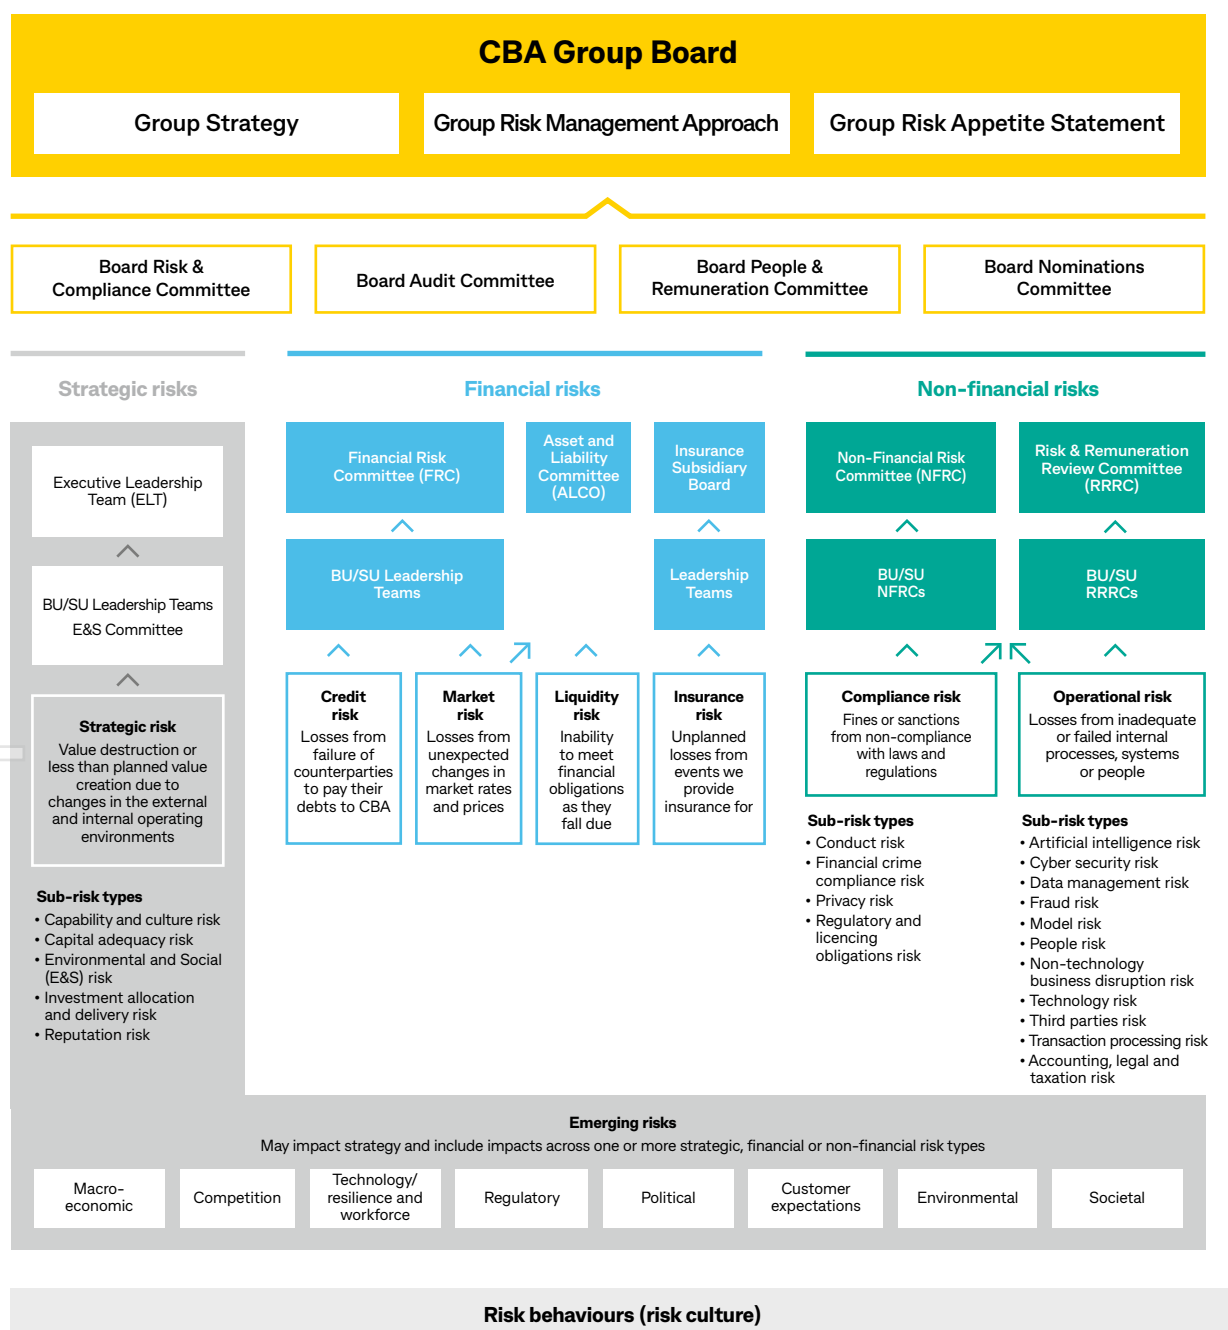 CBA Group Board
Group Strategy
Group Risk Management Approach
Group Risk Appetite Statement
Board Risk &
Compliance Committee
Board Audit Committee
Board People &
Remuneration Committee
Board Nominations
Committee
Strategic risks
Executive Leadership
Team (ELT)
BU/SU Leadership Teams
E&S Committee
Strategic risk
Value destruction or
less than planned value
creation due to
changes in the external
and internal operating
environments
Sub-risk types
• Capability and culture risk
• Capital adequacy risk
• Environmental and Social
(E&S) risk
• Investment allocation
and delivery risk
• Reputation risk
Financial risks
Financial Risk
Committee (FRC)
Asset and
Liability
Committee
(ALCO)
Insurance
Subsidiary
Board
BU/SU Leadership
Teams
Leadership
Teams
Credit
risk
Losses from
failure of
counterparties
to pay their
debts to CBA
Market
risk
Losses from
unexpected
changes in
market rates
and prices
Liquidity
risk
Inability
to meet
financial
obligations
as they
fall due
Insurance
risk
Unplanned
losses from
events we
provide
insurance for
Non-financial risks
Non-Financial Risk
Committee (NFRC)
Risk & Remuneration
Review Committee
(RRRC)
BU/SU
NFRCs
BU/SU
RRRCs
Compliance risk
Fines or sanctions
from non-compliance
with laws and
regulations
Sub-risk types
• Conduct risk
• Financial crime
compliance risk
• Privacy risk
• Regulatory and
licencing
obligations risk
Operational risk
Losses from inadequate
or failed internal
processes, systems
or people
Sub-risk types
• Artificial intelligence risk
• Cyber security risk
• Data management risk
• Fraud risk
• Model risk
• People risk
• Non-technology
business disruption risk
• Technology risk
• Third parties risk
• Transaction processing risk
• Accounting, legal and
taxation risk
Emerging risks
May impact strategy and include impacts across one or more strategic, financial or non-financial risk types
Macro-
economic
Competition
Technology/
resilience and
workforce
Regulatory
Political
Customer
expectations
Environmental
Societal
Risk behaviours (risk culture)